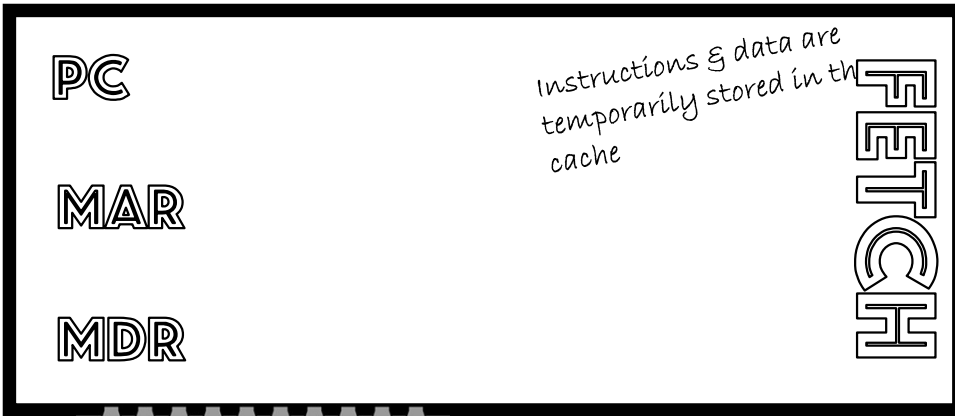 PC
Instructions & data are
temporarily stored in th
cache
MAR
MDR
FETCH